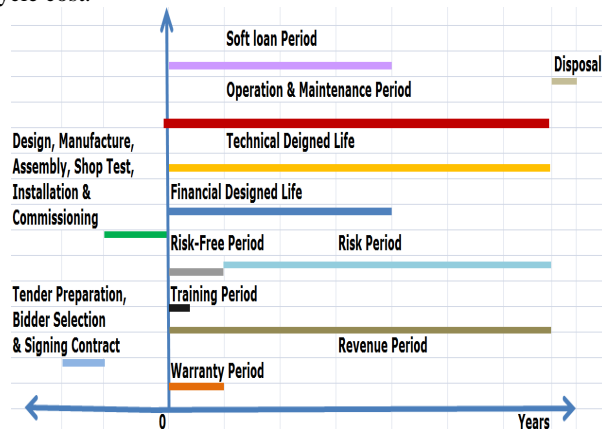 Soft loan Period
Disposal
Operation & Maintenance Period
Design, Manufacture,
Assembly, Shop Test,
Installation &
Commissioning
Technical Deigned Life
Financial Designed Life
Risk-Free Period
Risk Period
Tender Preparation,
Bidder Selection
& Signing Contract
Training Period
Revenue Period
Warranty Period
0
Years